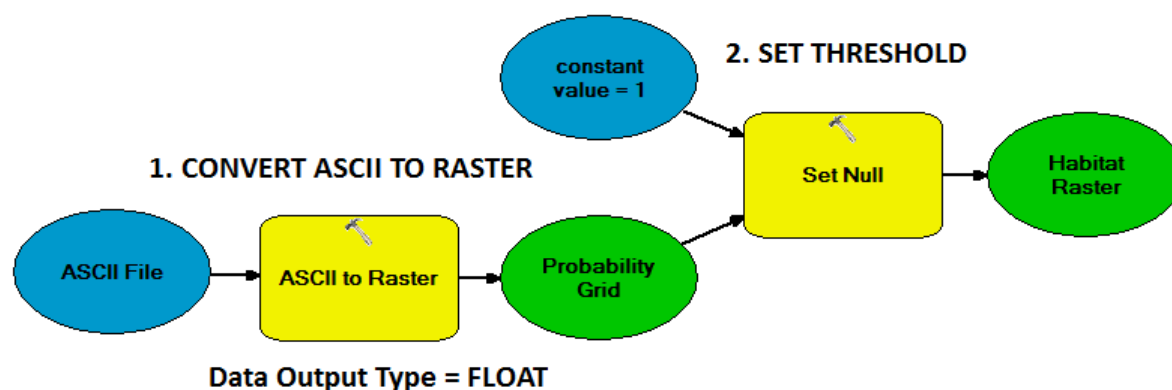 constant
value = 1
2. SET THRESHOLD
Set Null
Habitat
Raster
1. CONVERT ASCII TO RASTER
ASCII File
ASCII to Raster
Probability
Grid
Data Output Type = FLOAT